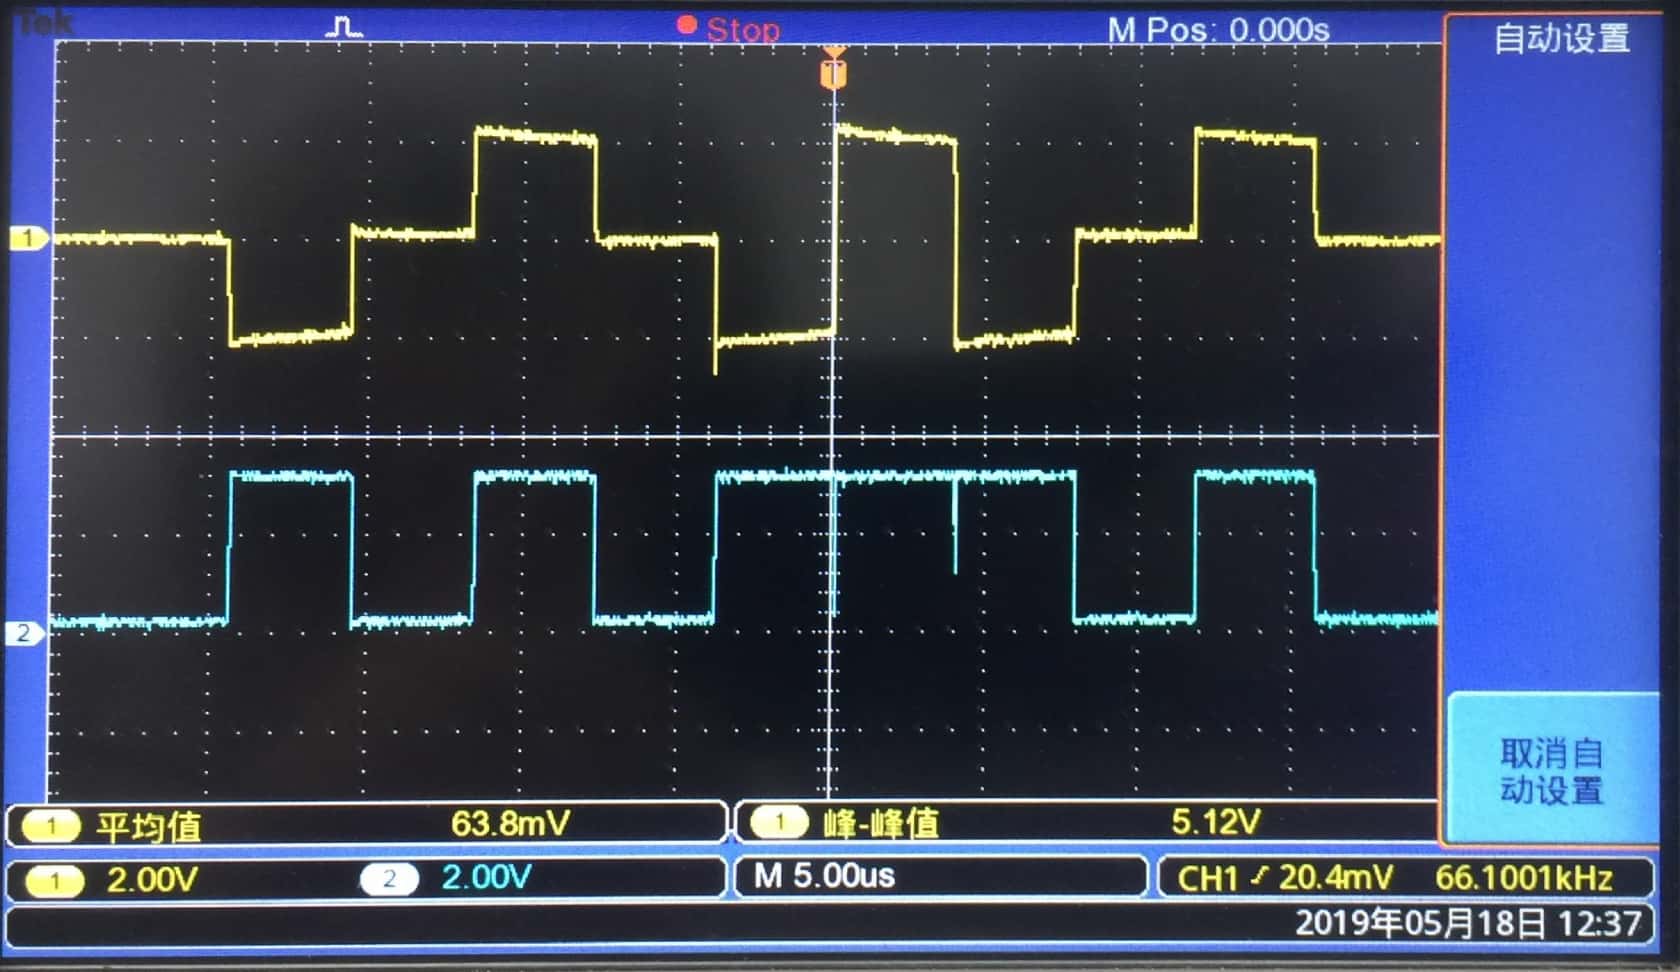 Tek
Stop
M Pos: 0.000s
自动设置
T
1
2
取消自
动设置
1 平均值 63.8mV
1 峰-峰值 5.12V
1 2.00V 2 2.00V
M 5.00us
CH1 20.4mV 66.1001kHz
2019年05月18日 12:37